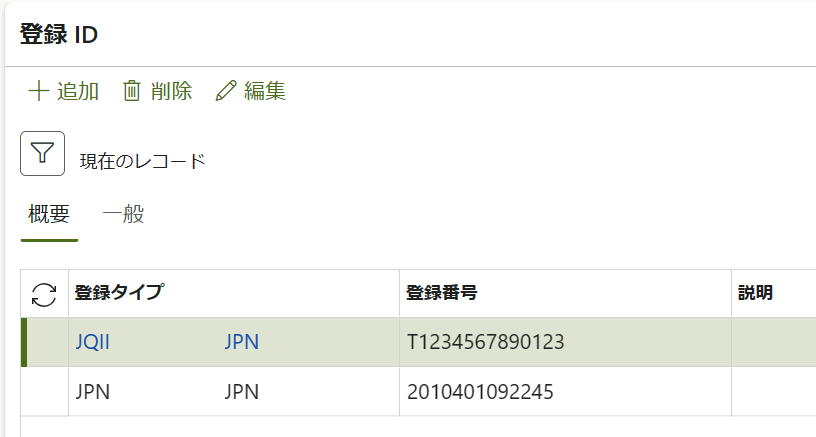 登録 ID
追加 削除 編集
現在のレコード
概要 一般
登録タイプ 登録番号 説明
JQII JPN T1234567890123
JPN JPN 2010401092245